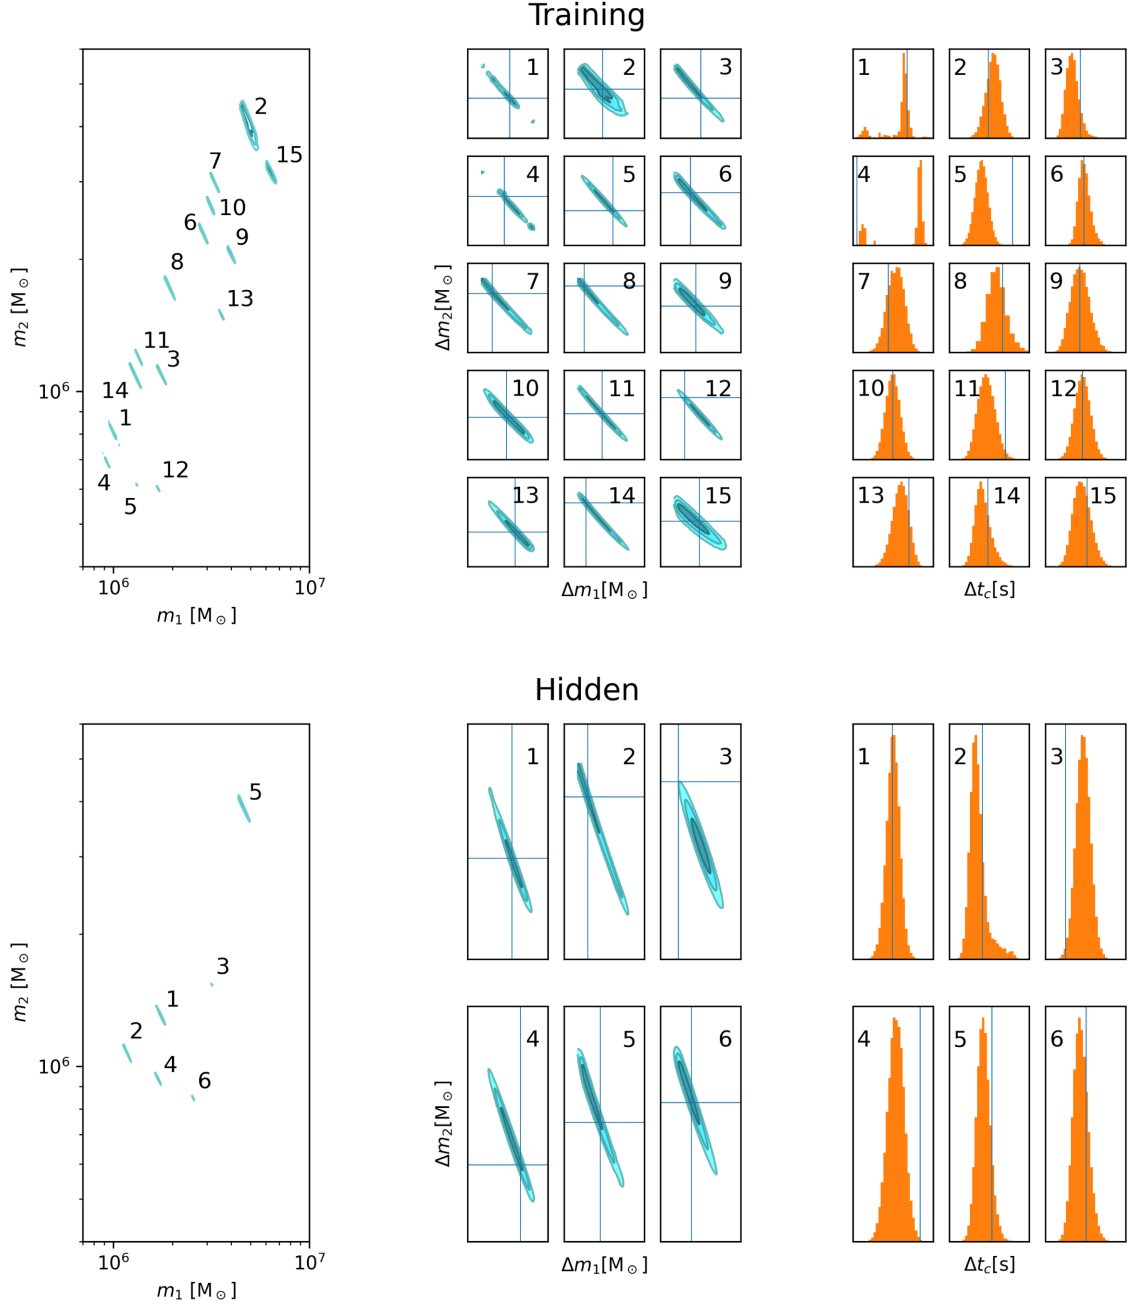 Training
1 2 3
4 5 6
7 8 9
10 11 12
13 14 15
Δm₂[M⊙]
Δm₁[M⊙]
1 2 3
4 5 6
7 8 9
10 11 12
13 14 15
Δt_c[s]
2
15
7
10
6
9
8
13
11
3
14
1
12
4
5
10⁶
m₂ [M⊙]
10⁶ 10⁷
m₁ [M⊙]
Hidden
5
3
1
2
4
6
10⁶
m₂ [M⊙]
10⁶ 10⁷
m₁ [M⊙]
1 2 3
4 5 6
Δm₂[M⊙]
Δm₁[M⊙]
1 2 3
4 5 6
Δt_c[s]